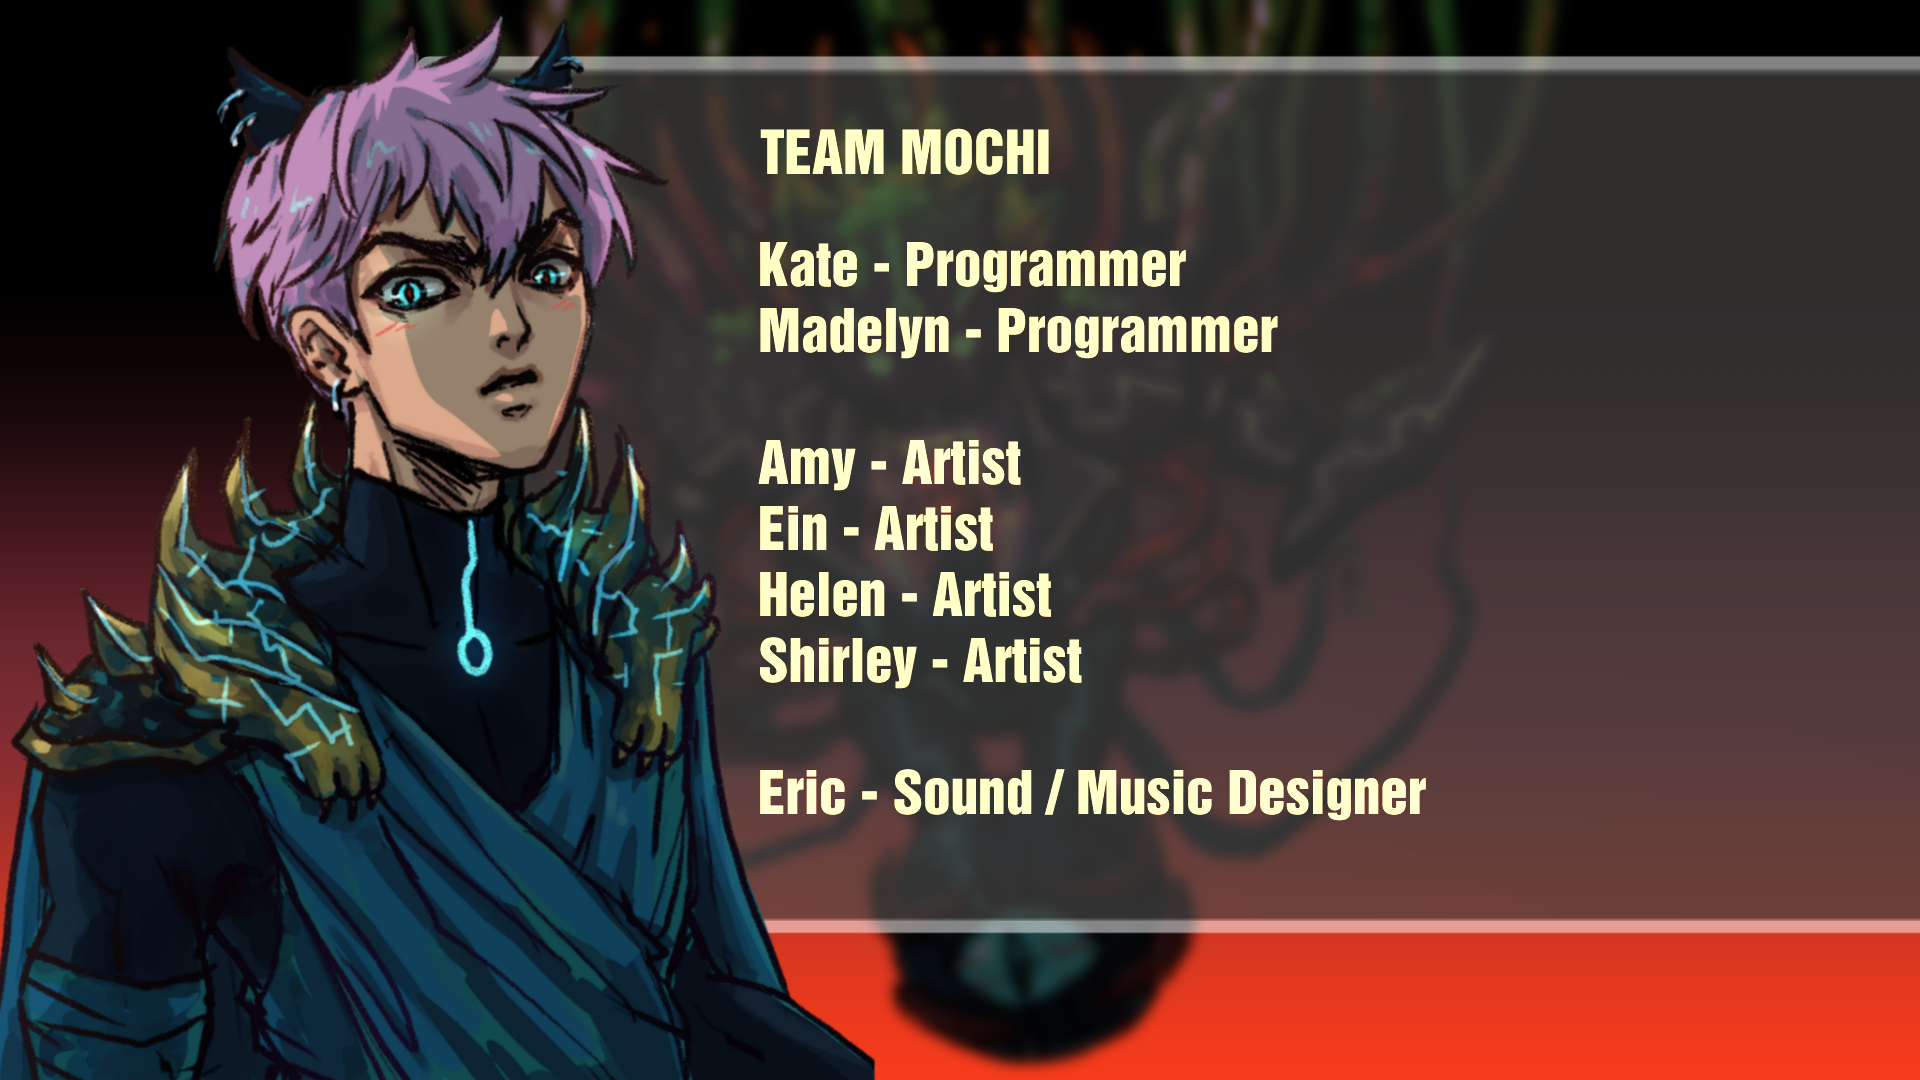 TEAM MOCHI
Kate - Programmer
Madelyn - Programmer
Amy - Artist
Ein - Artist
Helen - Artist
Shirley - Artist
Eric - Sound / Music Designer